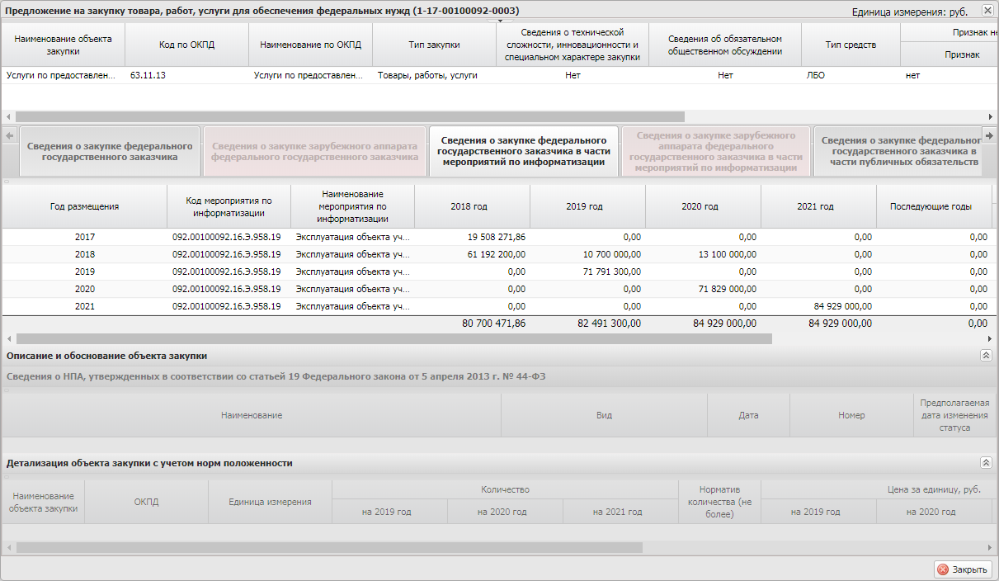 Предложение на закупку товара, работ, услуги для обеспечения федеральных нужд (1-17-00100092-0003)
Единица измерения: руб.
Наименование объекта закупки
Код по ОКПД
Наименование по ОКПД
Тип закупки
Сведения о технической сложности, инновационности и специальном характере закупки
Сведения об обязательном общественном обсуждении
Тип средств
Признак не
Признак
Услуги по предоставлен... 63.11.13 Услуги по предоставлен... Товары, работы, услуги Нет Нет ЛБО нет
Сведения о закупке федерального государственного заказчика
Сведения о закупке зарубежного аппарата федерального государственного заказчика
Сведения о закупке федерального государственного заказчика в части мероприятий по информатизации
Сведения о закупке зарубежного аппарата федерального государственного заказчика в части мероприятий по информатизации
Сведения о закупке федеральног государственного заказчика в части публичных обязательств
Год размещения
Код мероприятия по информатизации
Наименование мероприятия по информатизации
2018 год
2019 год
2020 год
2021 год
Последующие годы
2017 092.00100092.16.Э.958.19 Эксплуатация объекта уч... 19 508 271,86 0,00 0,00 0,00 0,00
2018 092.00100092.16.Э.958.19 Эксплуатация объекта уч... 61 192 200,00 10 700 000,00 13 100 000,00 0,00 0,00
2019 092.00100092.16.Э.958.19 Эксплуатация объекта уч... 0,00 71 791 300,00 0,00 0,00 0,00
2020 092.00100092.16.Э.958.19 Эксплуатация объекта уч... 0,00 0,00 71 829 000,00 0,00 0,00
2021 092.00100092.16.Э.958.19 Эксплуатация объекта уч... 0,00 0,00 0,00 84 929 000,00 0,00
80 700 471,86 82 491 300,00 84 929 000,00 84 929 000,00 0,00
Описание и обоснование объекта закупки
Сведения о НПА, утвержденных в соответствии со статьей 19 Федерального закона от 5 апреля 2013 г. № 44-ФЗ
Наименование
Вид
Дата
Номер
Предполагаемая дата изменения статуса
Детализация объекта закупки с учетом норм положенности
Наименование объекта закупки
ОКПД
Единица измерения
Количество
на 2019 год
на 2020 год
на 2021 год
Норматив количества (не более)
Цена за единицу, руб.
на 2019 год
на 2020 год
Закрыть